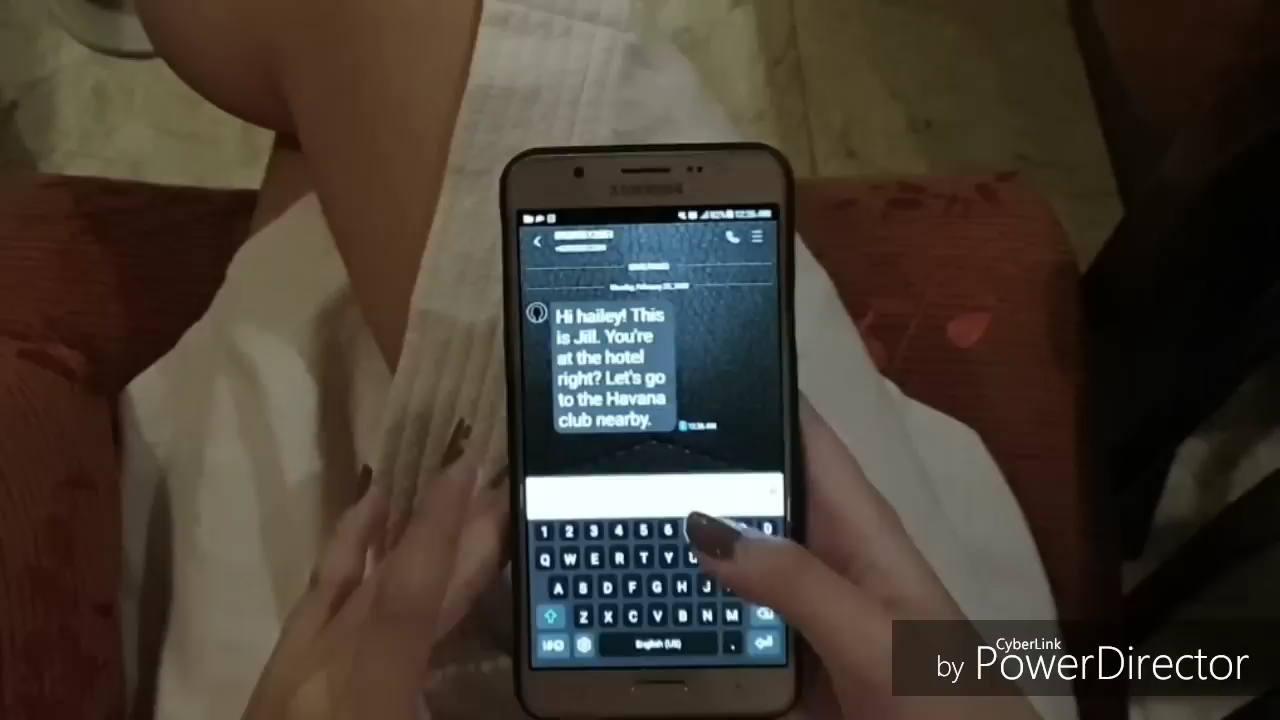 SAMSUNG
Hi hailey! This
is Jill. You're
at the hotel
right? Let's go
to the Havana
club nearby.
1 2 3 4 5 6
Q W E R T Y U
A S D F G H J
Z X C V B N M
English (US)
CyberLink
by PowerDirector